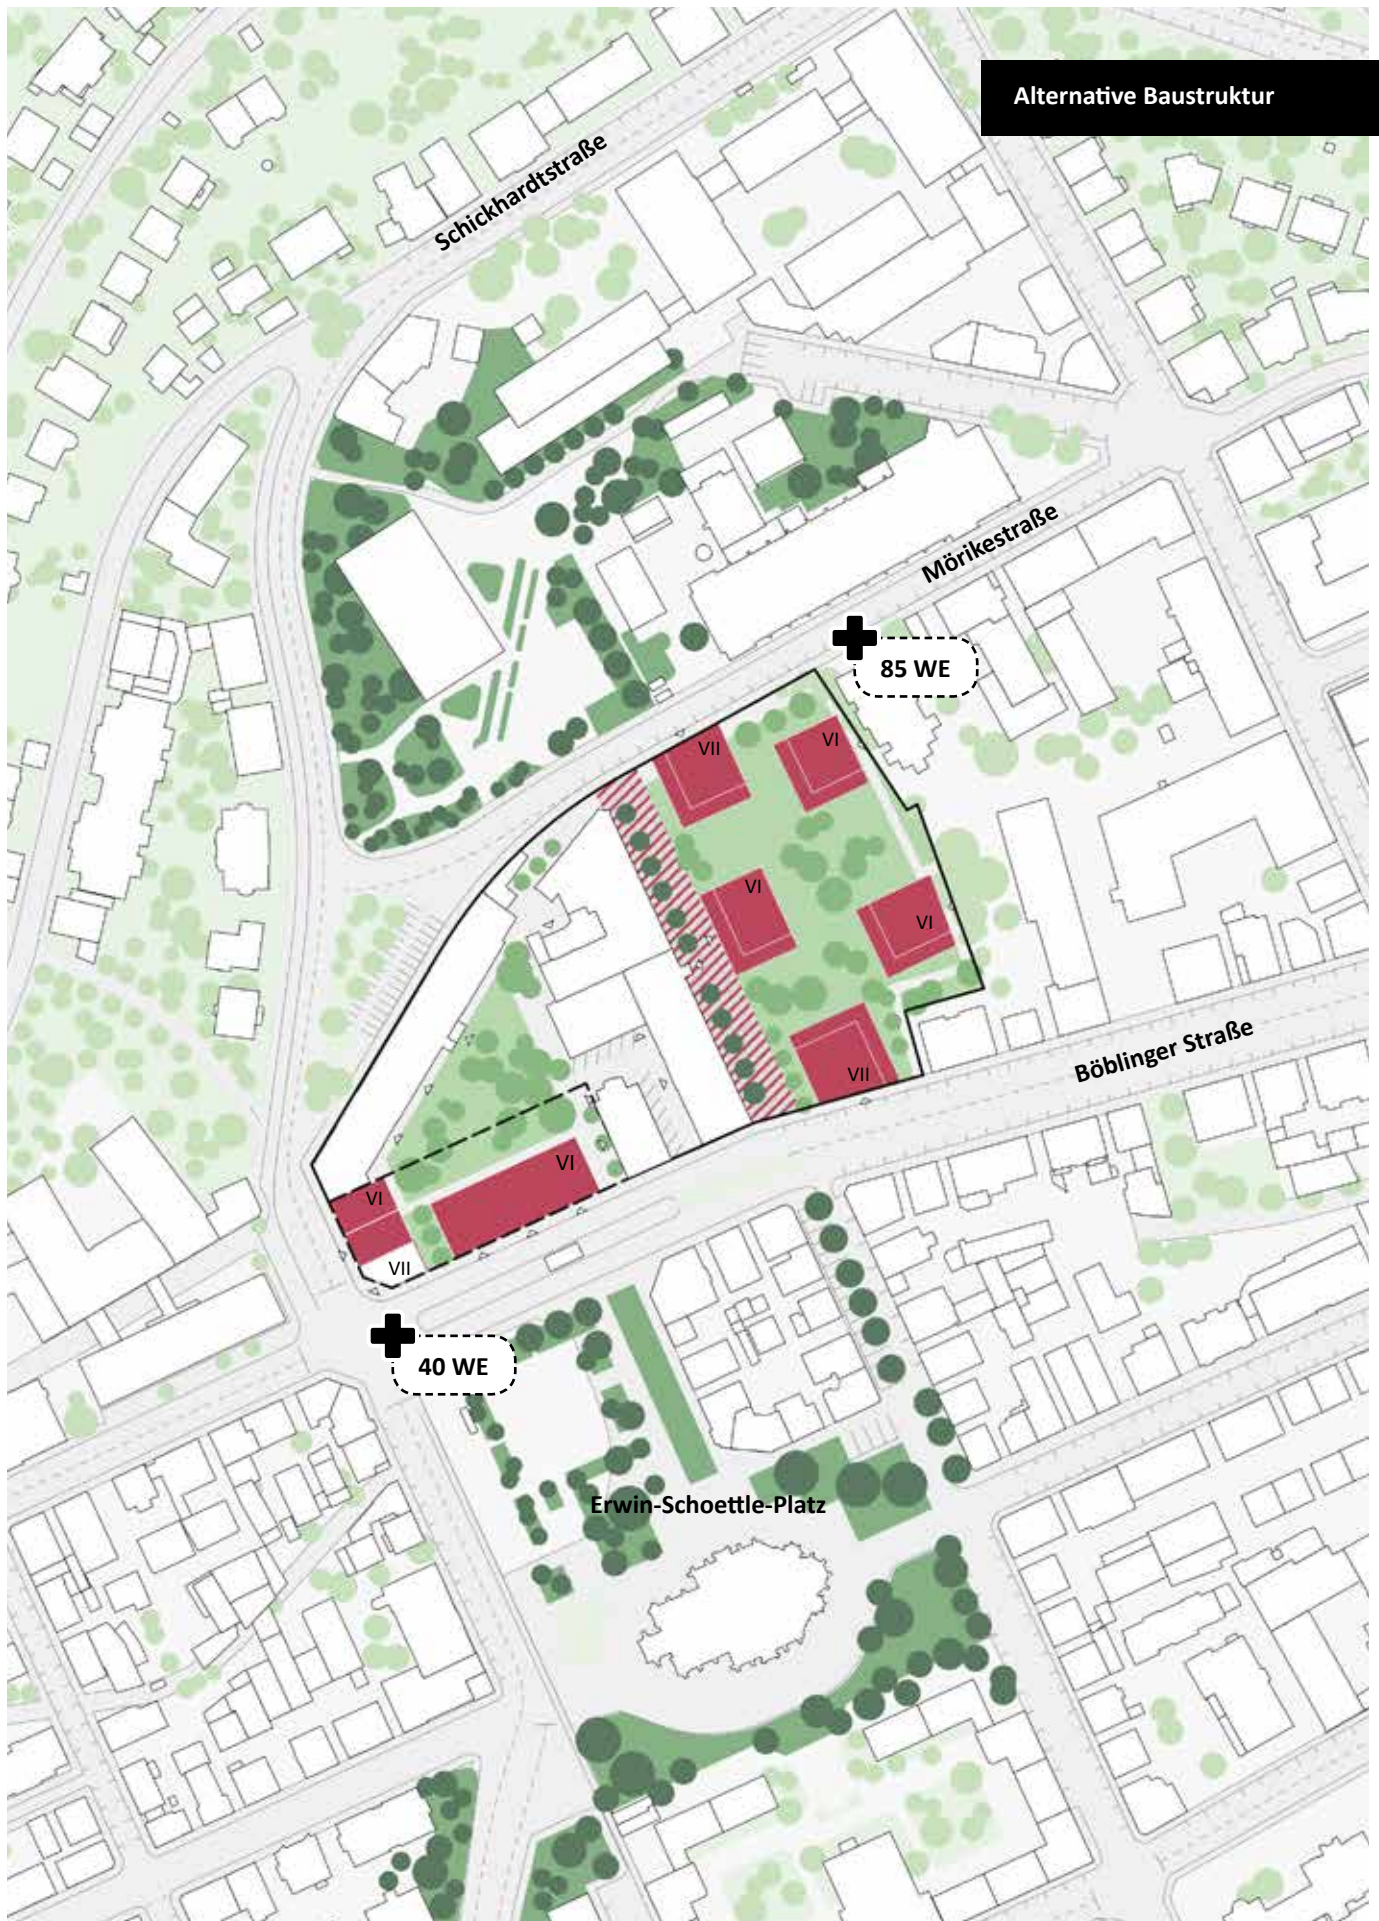 Alternative Baustruktur
Schickhardtstraße
Mörikestraße
85 WE
VII
VI
VI
VI
Böblinger Straße
VII
VI
VI
VII
40 WE
Erwin-Schoettle-Platz